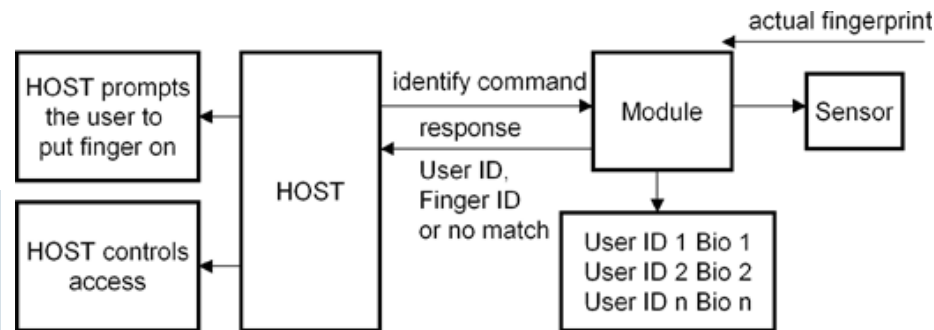 actual fingerprint
HOST prompts
the user to
put finger on
HOST controls
access
HOST
identify command
response
User ID,
Finger ID
or no match
Module
Sensor
User ID 1 Bio 1
User ID 2 Bio 2
User ID n Bio n